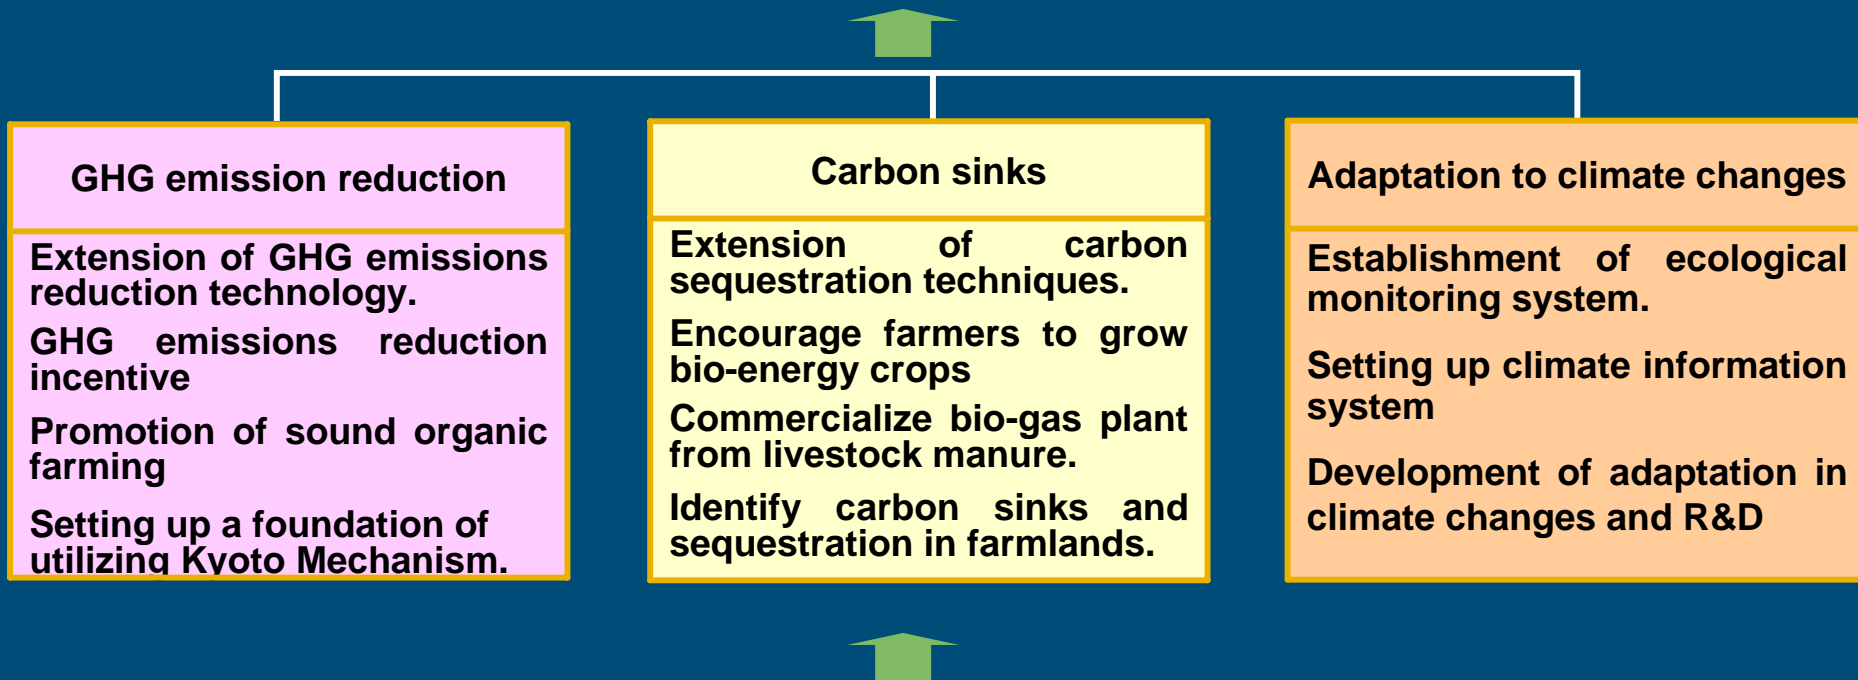 GHG emission reduction
Extension of GHG emissions
reduction technology.
GHG emissions reduction
incentive
Promotion of sound organic
farming
Setting up a foundation of
utilizing Kyoto Mechanism.
Carbon sinks
Extension of carbon
sequestration techniques.
Encourage farmers to grow
bio-energy crops
Commercialize bio-gas plant
from livestock manure.
Identify carbon sinks and
sequestration in farmlands.
Adaptation to climate changes
Establishment of ecological
monitoring system.
Setting up climate information
system
Development of adaptation in
climate changes and R&D